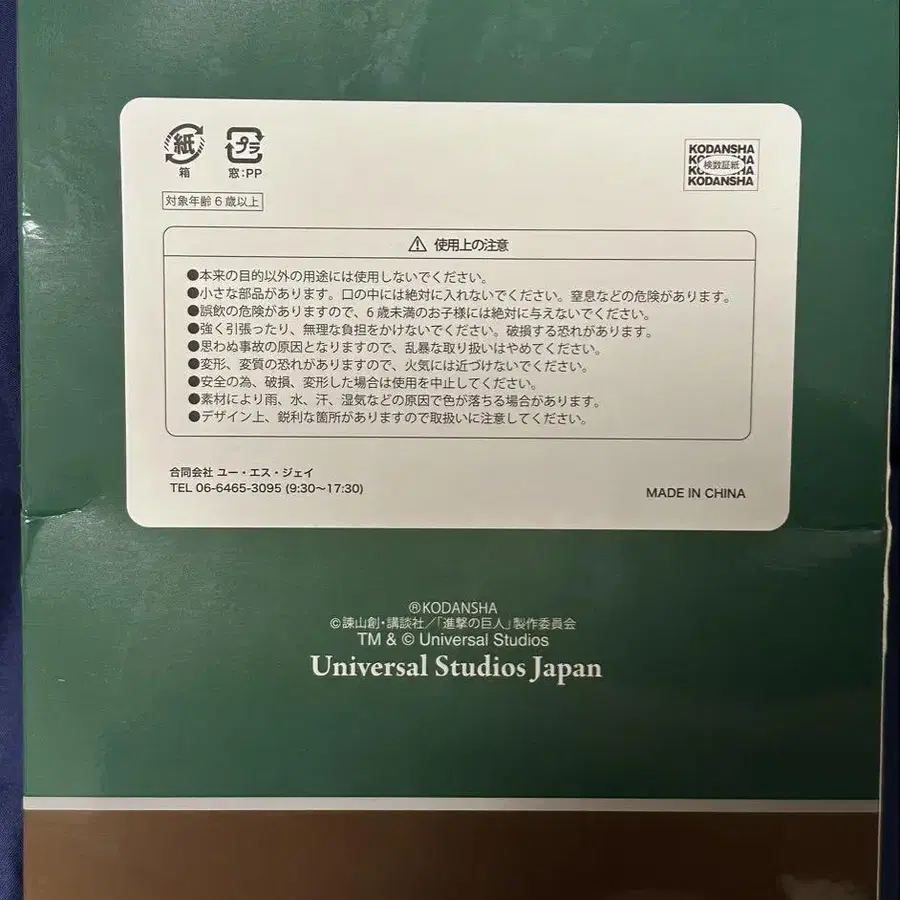 紙
プラ
箱
窓:PP
対象年齢6歳以上
KODANSHA
検数証紙
KODANSHA
⚠ 使用上の注意
●本来の目的以外の用途には使用しないでください。
●小さな部品があります。口の中には絶対に入れないでください。窒息などの危険があります。
●誤飲の危険がありますので、6歳未満のお子様には絶対に与えないでください。
●強く引張ったり、無理な負担をかけないでください。破損する恐れがあります。
●思わぬ事故の原因となりますので、乱暴な取り扱いはやめてください。
●変形、変質の恐れがありますので、火気には近づけないでください。
●安全の為、破損、変形した場合は使用を中止してください。
●素材により雨、水、汗、湿気などの原因で色が落ちる場合があります。
●デザイン上、鋭利な箇所がありますので取扱いに注意してください。
合同会社 ユー・エス・ジェイ
TEL 06-6465-3095 (9:30〜17:30)
MADE IN CHINA
®KODANSHA
©諫山創・講談社／「進撃の巨人」製作委員会
TM & © Universal Studios
Universal Studios Japan